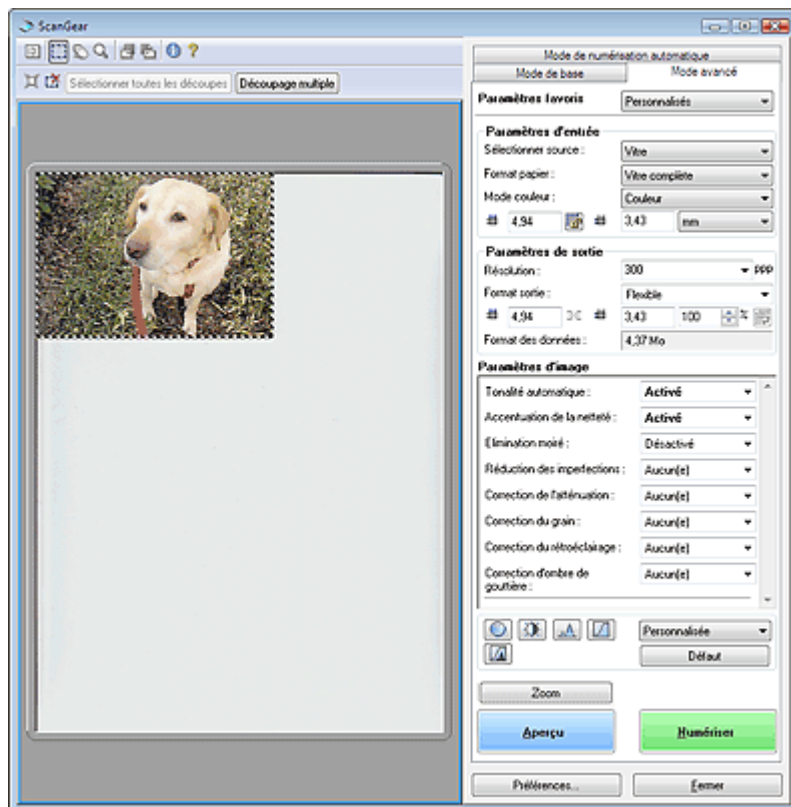 ScanGear
Sélectionner toutes les découpes Découpage multiple
Mode de numérisation automatique
Mode de base Mode avancé
Paramètres favoris Personnalisés
Paramètres d'entrée
Sélectionner source : Vitre
Format papier : Vitre complète
Mode couleur : Couleur
4,94 3,43 mm
Paramètres de sortie
Résolution : 300 ppp
Format sortie : Flexible
4,94 3,43 100 %
Format des données : 4,37 Mo
Paramètres d'image
Tonalité automatique : Activé
Accentuation de la netteté : Activé
Elimination moiré : Désactivé
Réduction des imperfections : Aucun(e)
Correction de l'atténuation : Aucun(e)
Correction du grain : Aucun(e)
Correction du rétroéclairage : Aucun(e)
Correction d'ombre de gouttière : Aucun(e)
Personnalisée
Défaut
Zoom
Aperçu Numériser
Préférences... Fermer